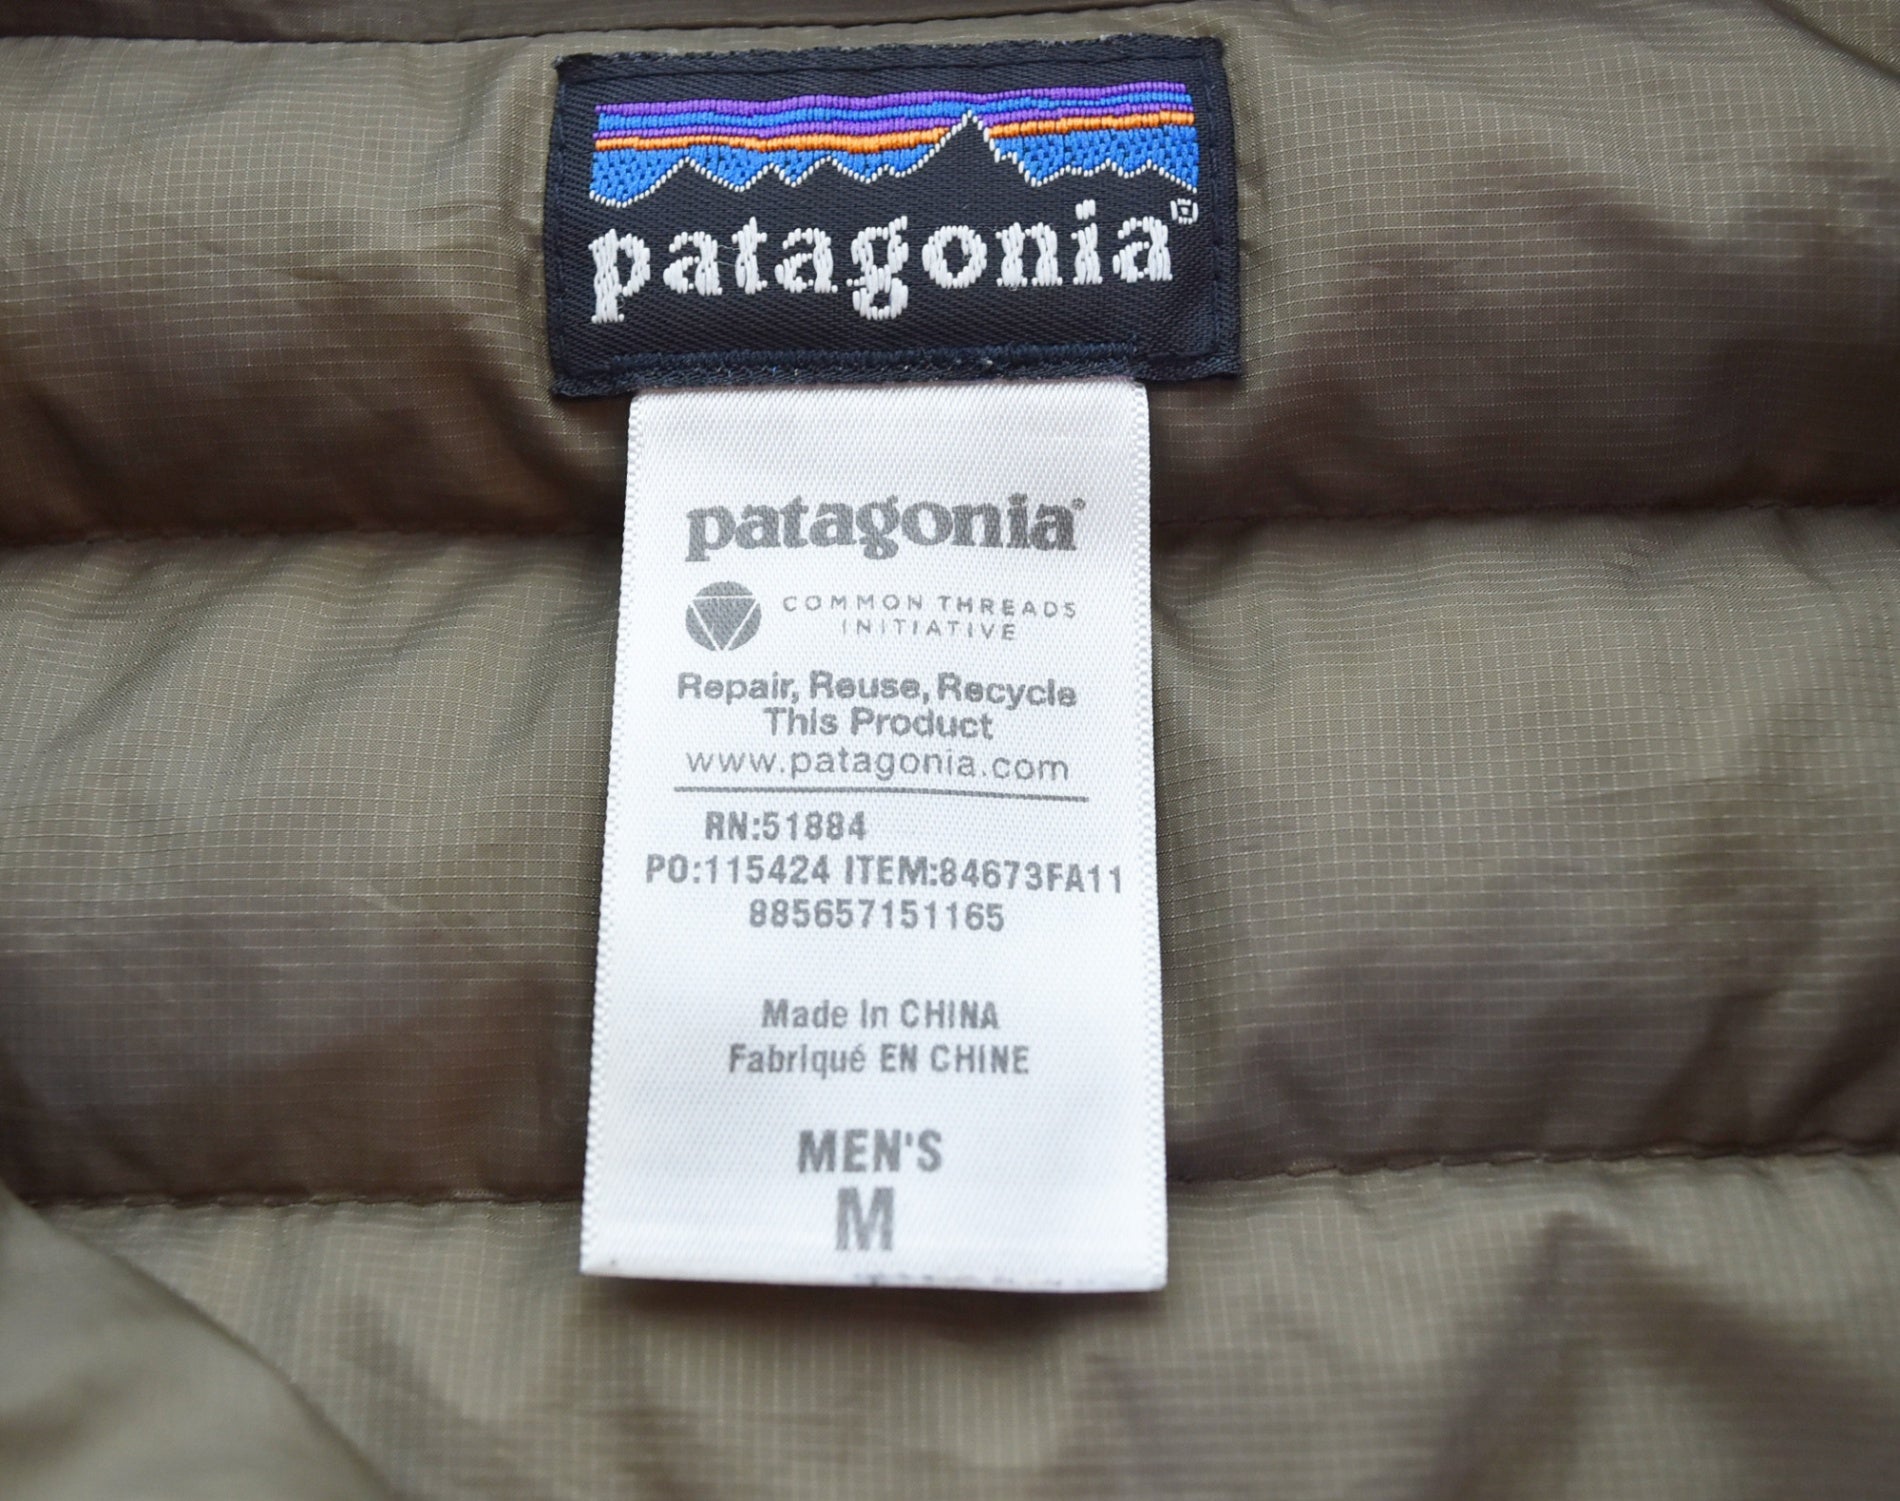 patagonia®
patagonia®
COMMON THREADS
INITIATIVE
Repair, Reuse, Recycle
This Product
www.patagonia.com
RN:51884
PO:115424 ITEM:84673FA11
885657151165
Made In CHINA
Fabriqué EN CHINE
MEN'S
M